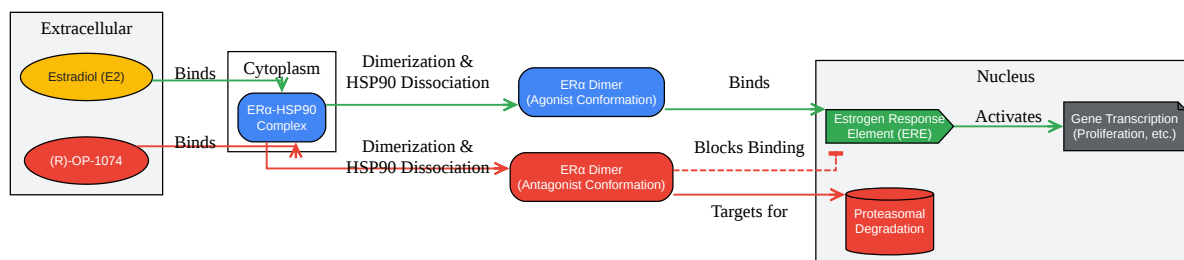 Extracellular
Estradiol (E2)
(R)-OP-1074
Binds
Binds
Cytoplasm
ERα-HSP90
Complex
Dimerization &
HSP90 Dissociation
Dimerization &
HSP90 Dissociation
ERα Dimer
(Agonist Conformation)
ERα Dimer
(Antagonist Conformation)
Binds
Blocks Binding
Targets for
Nucleus
Estrogen Response
Element (ERE)
Activates
Gene Transcription
(Proliferation, etc.)
Proteasomal
Degradation